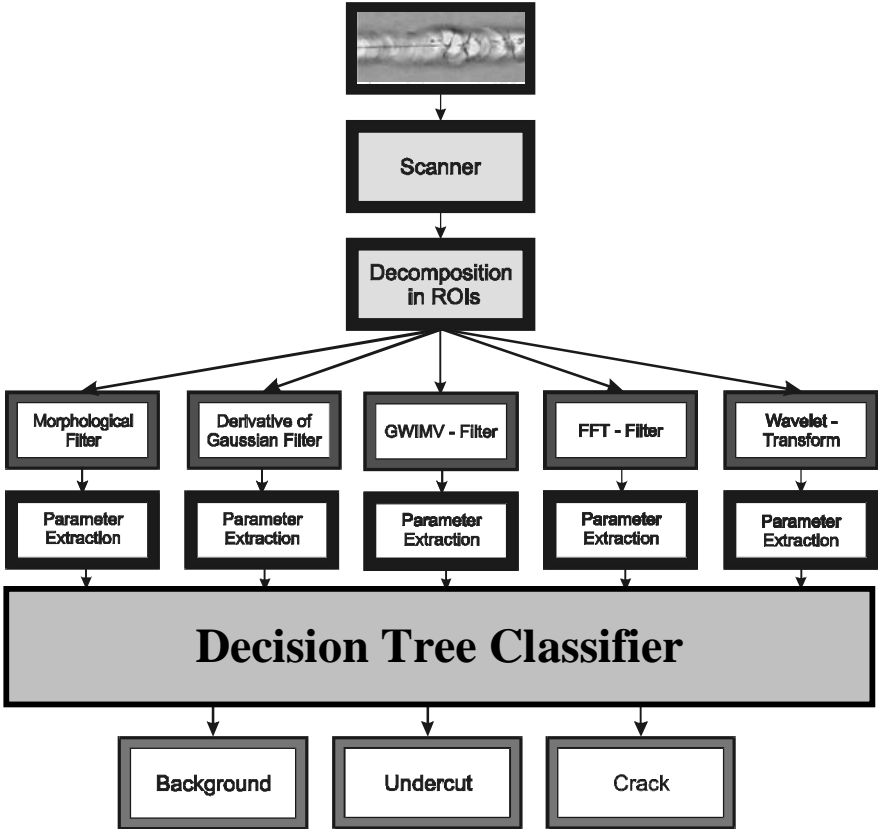 Scanner
Decomposition
in ROIs
Morphological
Filter
Derivative of
Gaussian Filter
GWIMV - Filter
FFT - Filter
Wavelet -
Transform
Parameter
Extraction
Parameter
Extraction
Parameter
Extraction
Parameter
Extraction
Parameter
Extraction
Decision Tree Classifier
Background
Undercut
Crack